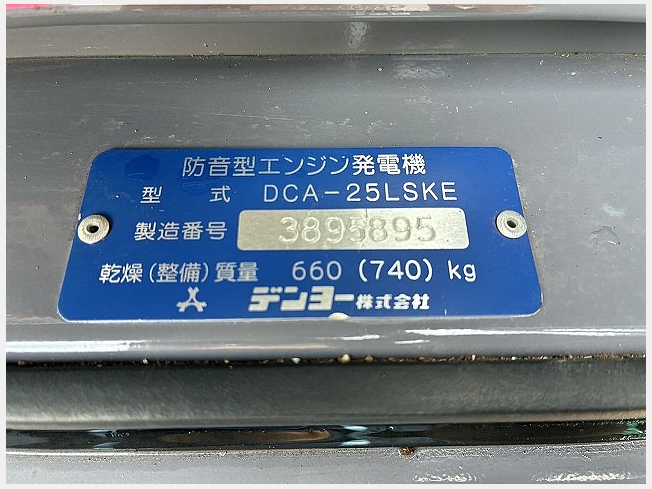 防音型エンジン発電機
型 式 DCA-25LSKE
製造番号 3895895
乾燥(整備)質量 660 (740) kg
デンヨー株式会社